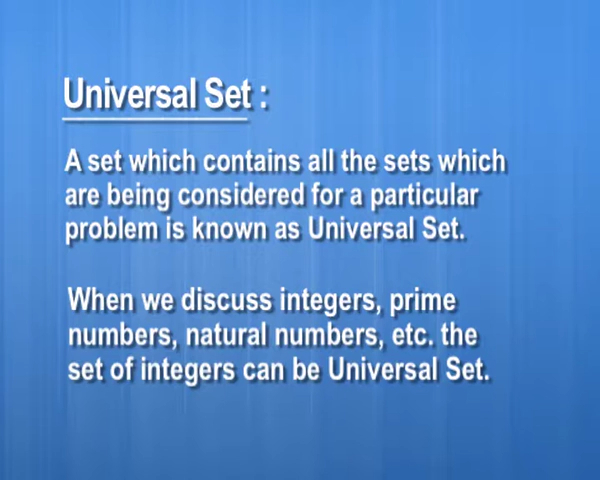 Universal Set :
A set which contains all the sets which
are being considered for a particular
problem is known as Universal Set.
When we discuss integers, prime
numbers, natural numbers, etc. the
set of integers can be Universal Set.